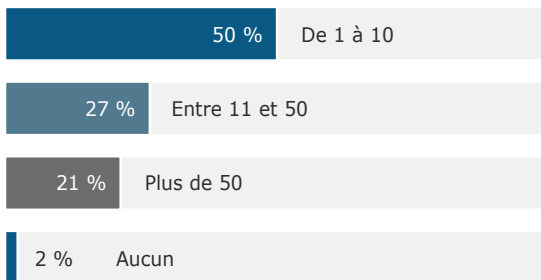 50 % De 1 à 10
27 % Entre 11 et 50
21 % Plus de 50
2 % Aucun